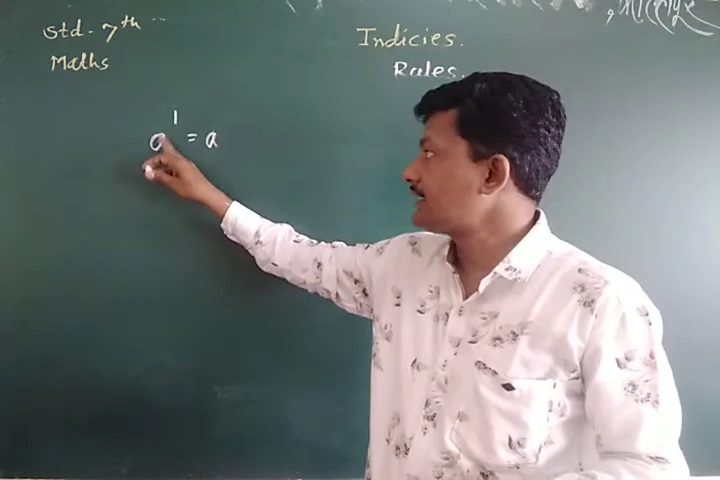 Std. 7th
Maths
Indicies.
Rules.
a¹ = a